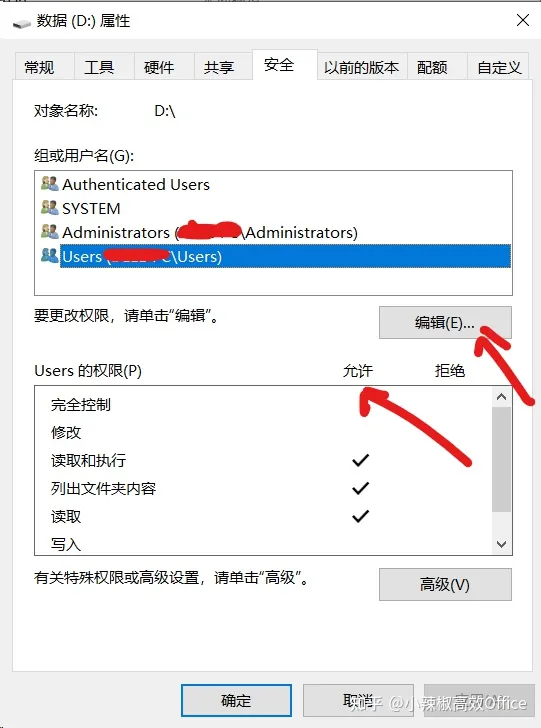 数据 (D:) 属性
常规 工具 硬件 共享 安全 以前的版本 配额 自定义
对象名称: D:\
组或用户名(G):
Authenticated Users
SYSTEM
Administrators ( \Administrators)
Users ( \Users)
要更改权限，请单击“编辑”。
编辑(E)...
Users 的权限(P) 允许 拒绝
完全控制
修改
读取和执行
列出文件夹内容
读取
写入
有关特殊权限或高级设置，请单击“高级”。
高级(V)
确定 取消
知乎 @小辣椒高效Office